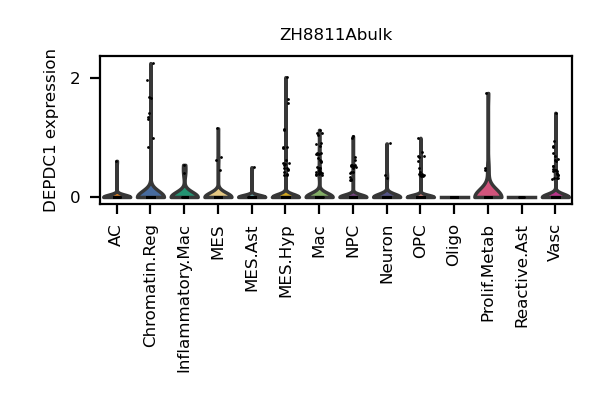 ZH8811Abulk
DEPDC1 expression
2
0
AC
Chromatin.Reg
Inflammatory.Mac
MES
MES.Ast
MES.Hyp
Mac
NPC
Neuron
OPC
Oligo
Prolif.Metab
Reactive.Ast
Vasc